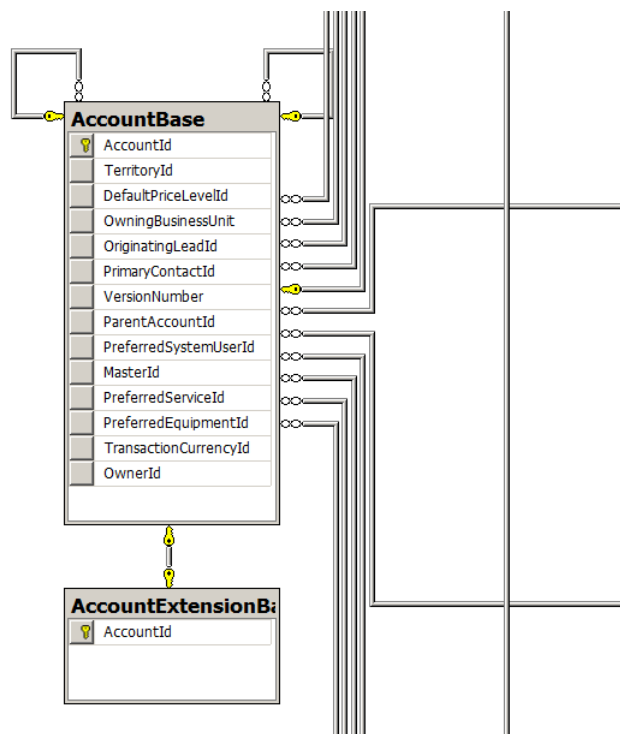 AccountBase
AccountId
TerritoryId
DefaultPriceLevelId
OwningBusinessUnit
OriginatingLeadId
PrimaryContactId
VersionNumber
ParentAccountId
PreferredSystemUserId
MasterId
PreferredServiceId
PreferredEquipmentId
TransactionCurrencyId
OwnerId
AccountExtensionBa
AccountId